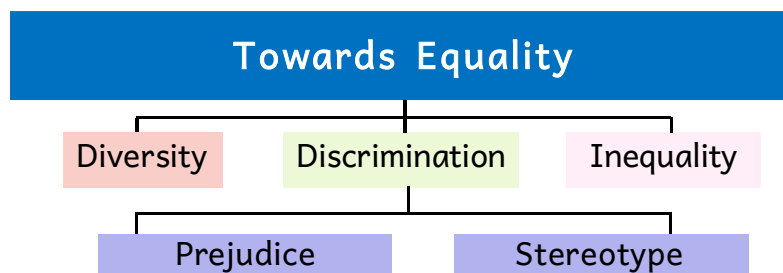 Towards Equality
Diversity Discrimination Inequality
Prejudice Stereotype